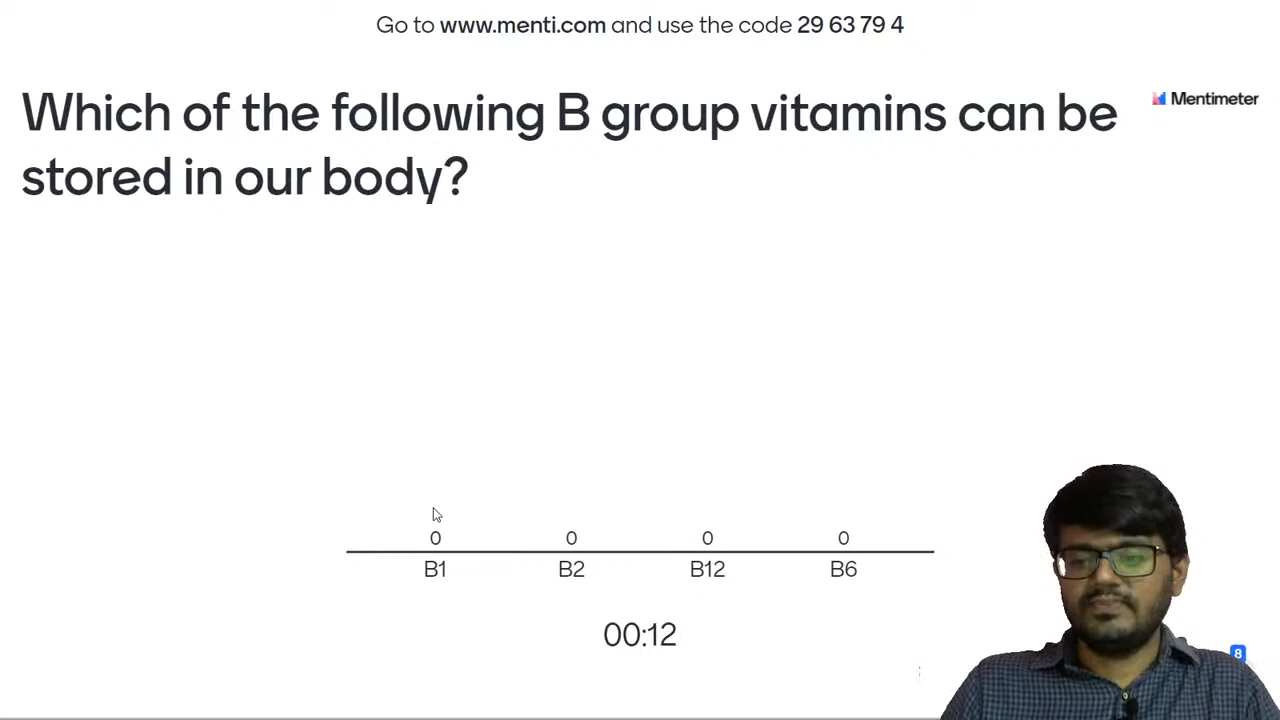 Go to www.menti.com and use the code 29 63 79 4
Which of the following B group vitamins can be
stored in our body?
Mentimeter
0 0 0 0
B1 B2 B12 B6
00:12
8